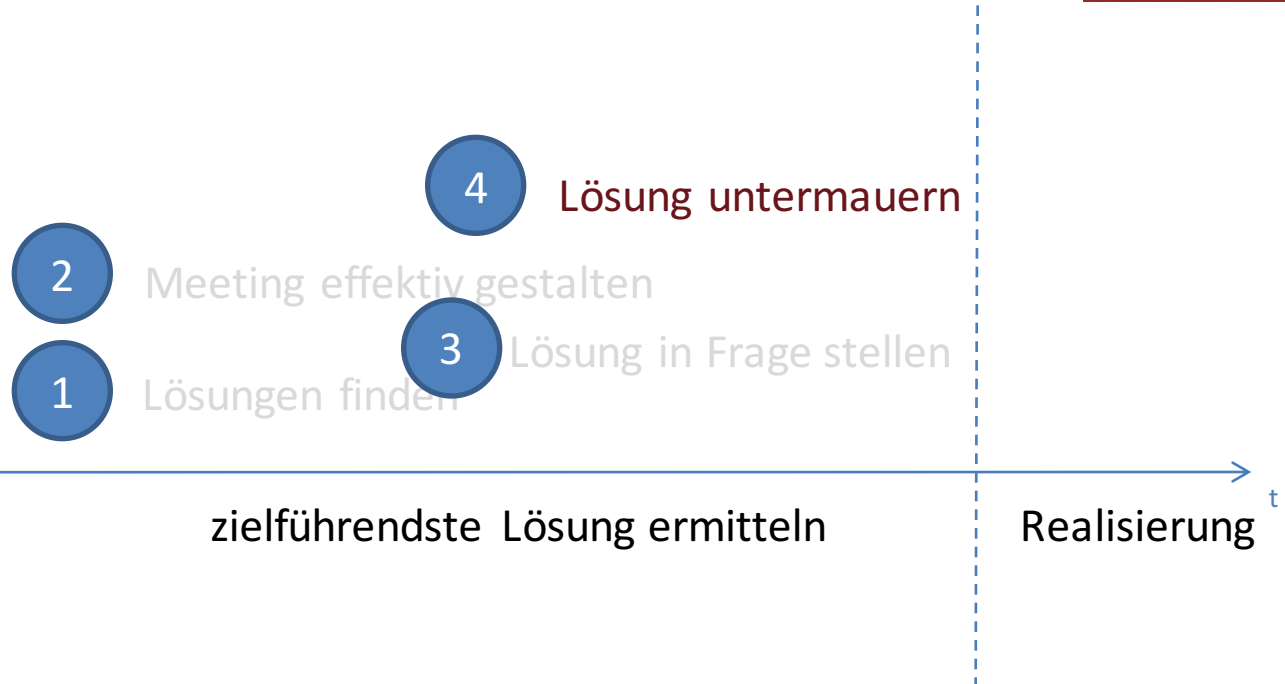 4 Lösung untermauern
2 Meeting effektiv gestalten
3 Lösung in Frage stellen
1 Lösungen finden
t
zielführendste Lösung ermitteln
Realisierung